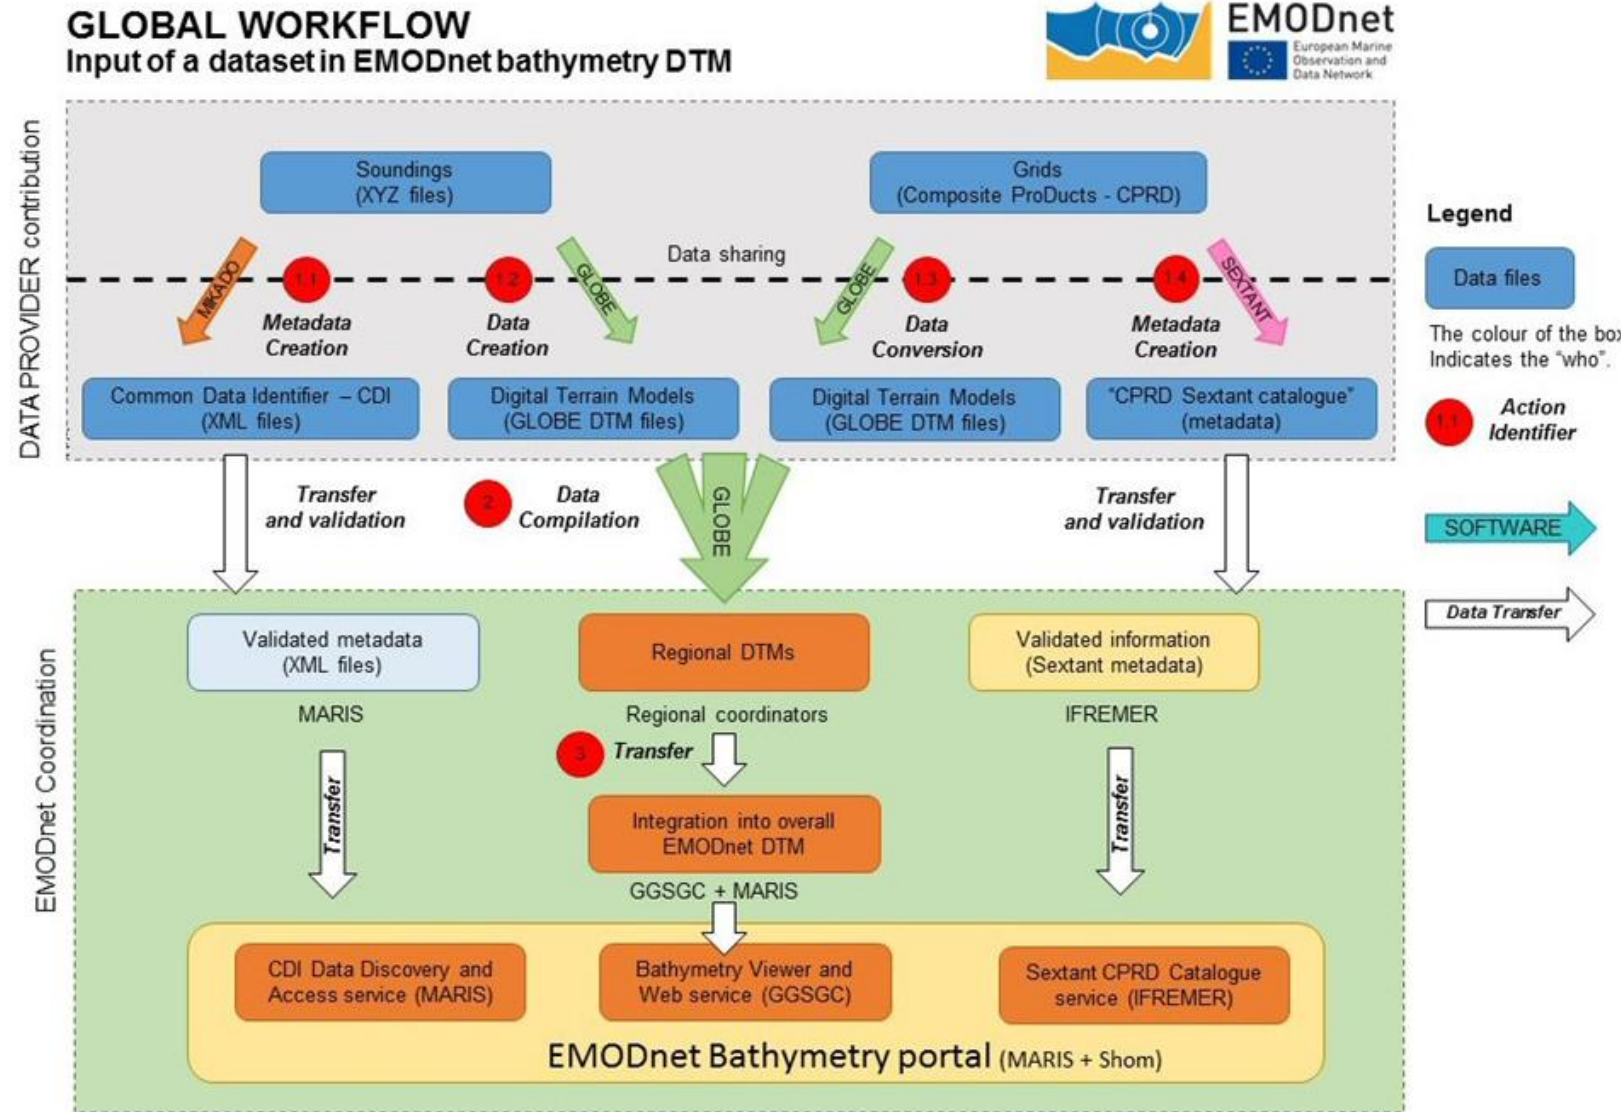 GLOBAL WORKFLOW
Input of a dataset in EMODnet bathymetry DTM
EMODnet
European Marine
Observation and
Data Network
DATA PROVIDER contribution
Soundings
(XYZ files)
Grids
(Composite ProDucts - CPRD)
Data sharing
MIKADO
1.1
Metadata
Creation
1.2
Data
Creation
GLOBE
GLOBE
1.3
Data
Conversion
1.4
Metadata
Creation
SEXTANT
Common Data Identifier – CDI
(XML files)
Digital Terrain Models
(GLOBE DTM files)
Digital Terrain Models
(GLOBE DTM files)
"CPRD Sextant catalogue"
(metadata)
Legend
Data files
The colour of the box
Indicates the "who".
1.1
Action
Identifier
SOFTWARE
Data Transfer
Transfer
and validation
2
Data
Compilation
GLOBE
Transfer
and validation
EMODnet Coordination
Validated metadata
(XML files)
MARIS
Transfer
Regional DTMs
Regional coordinators
3
Transfer
Integration into overall
EMODnet DTM
GGSGC + MARIS
Validated information
(Sextant metadata)
IFREMER
Transfer
CDI Data Discovery and
Access service (MARIS)
Bathymetry Viewer and
Web service (GGSGC)
Sextant CPRD Catalogue
service (IFREMER)
EMODnet Bathymetry portal (MARIS + Shom)